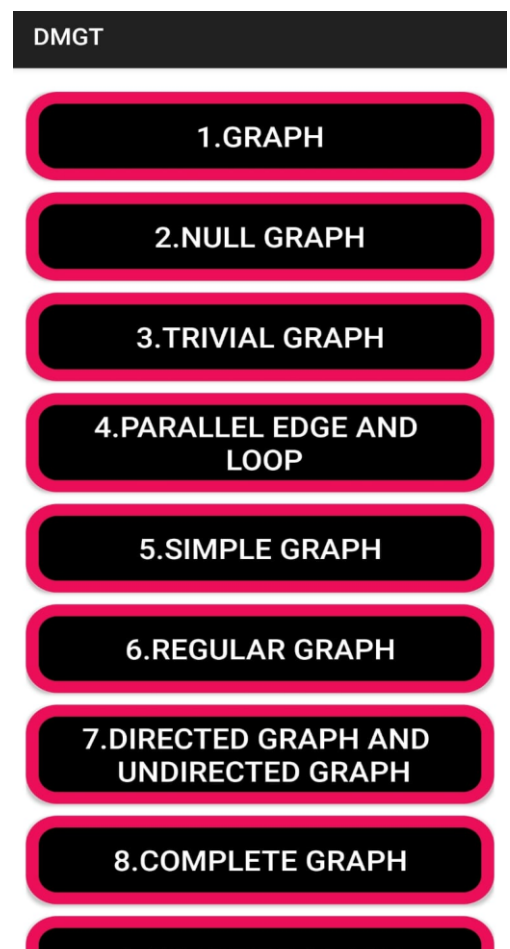 DMGT
1.GRAPH
2.NULL GRAPH
3.TRIVIAL GRAPH
4.PARALLEL EDGE AND
LOOP
5.SIMPLE GRAPH
6.REGULAR GRAPH
7.DIRECTED GRAPH AND
UNDIRECTED GRAPH
8.COMPLETE GRAPH